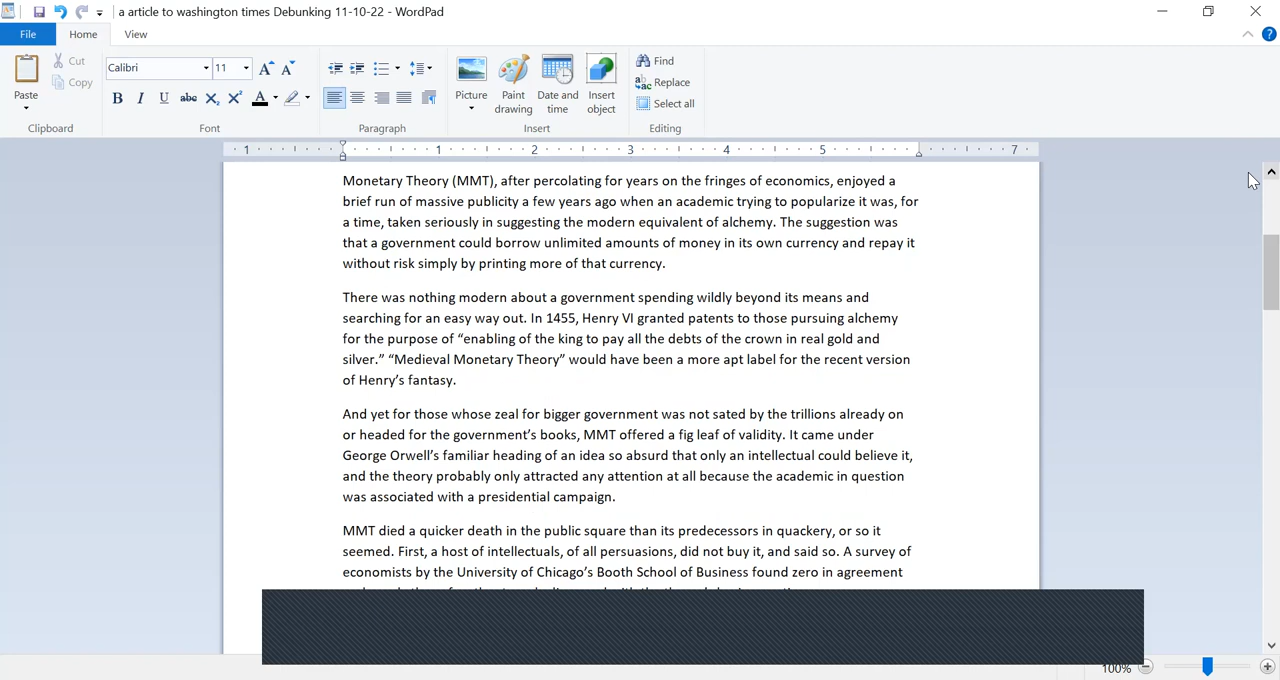 a article to washington times Debunking 11-10-22 - WordPad
File Home View
Paste
Cut
Copy
Clipboard
Calibri 11
B I U abc X₂ X² A
Font
Paragraph
Picture
Paint drawing
Date and time
Insert object
Insert
Find
Replace
Select all
Editing
1 1 2 3 4 5 7
Monetary Theory (MMT), after percolating for years on the fringes of economics, enjoyed a
brief run of massive publicity a few years ago when an academic trying to popularize it was, for
a time, taken seriously in suggesting the modern equivalent of alchemy. The suggestion was
that a government could borrow unlimited amounts of money in its own currency and repay it
without risk simply by printing more of that currency.
There was nothing modern about a government spending wildly beyond its means and
searching for an easy way out. In 1455, Henry VI granted patents to those pursuing alchemy
for the purpose of “enabling of the king to pay all the debts of the crown in real gold and
silver.” “Medieval Monetary Theory” would have been a more apt label for the recent version
of Henry’s fantasy.
And yet for those whose zeal for bigger government was not sated by the trillions already on
or headed for the government’s books, MMT offered a fig leaf of validity. It came under
George Orwell’s familiar heading of an idea so absurd that only an intellectual could believe it,
and the theory probably only attracted any attention at all because the academic in question
was associated with a presidential campaign.
MMT died a quicker death in the public square than its predecessors in quackery, or so it
seemed. First, a host of intellectuals, of all persuasions, did not buy it, and said so. A survey of
economists by the University of Chicago’s Booth School of Business found zero in agreement
100%